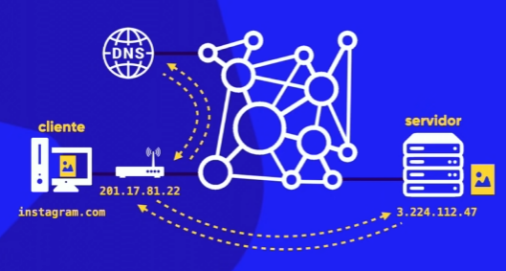 DNS
cliente
servidor
201.17.81.22
instagram.com
3.224.112.47